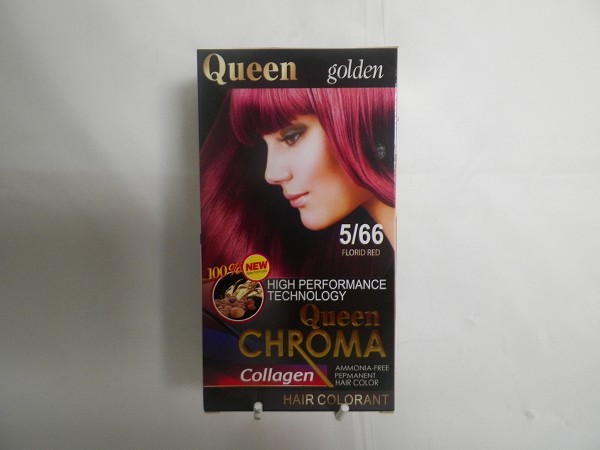 Queen golden
5/66
FLORID RED
100% NEW
HIGH PERFORMANCE
TECHNOLOGY
Queen
CHROMA
Collagen
AMMONIA-FREE
PEPMANENT
HAIR COLOR
HAIR COLORANT